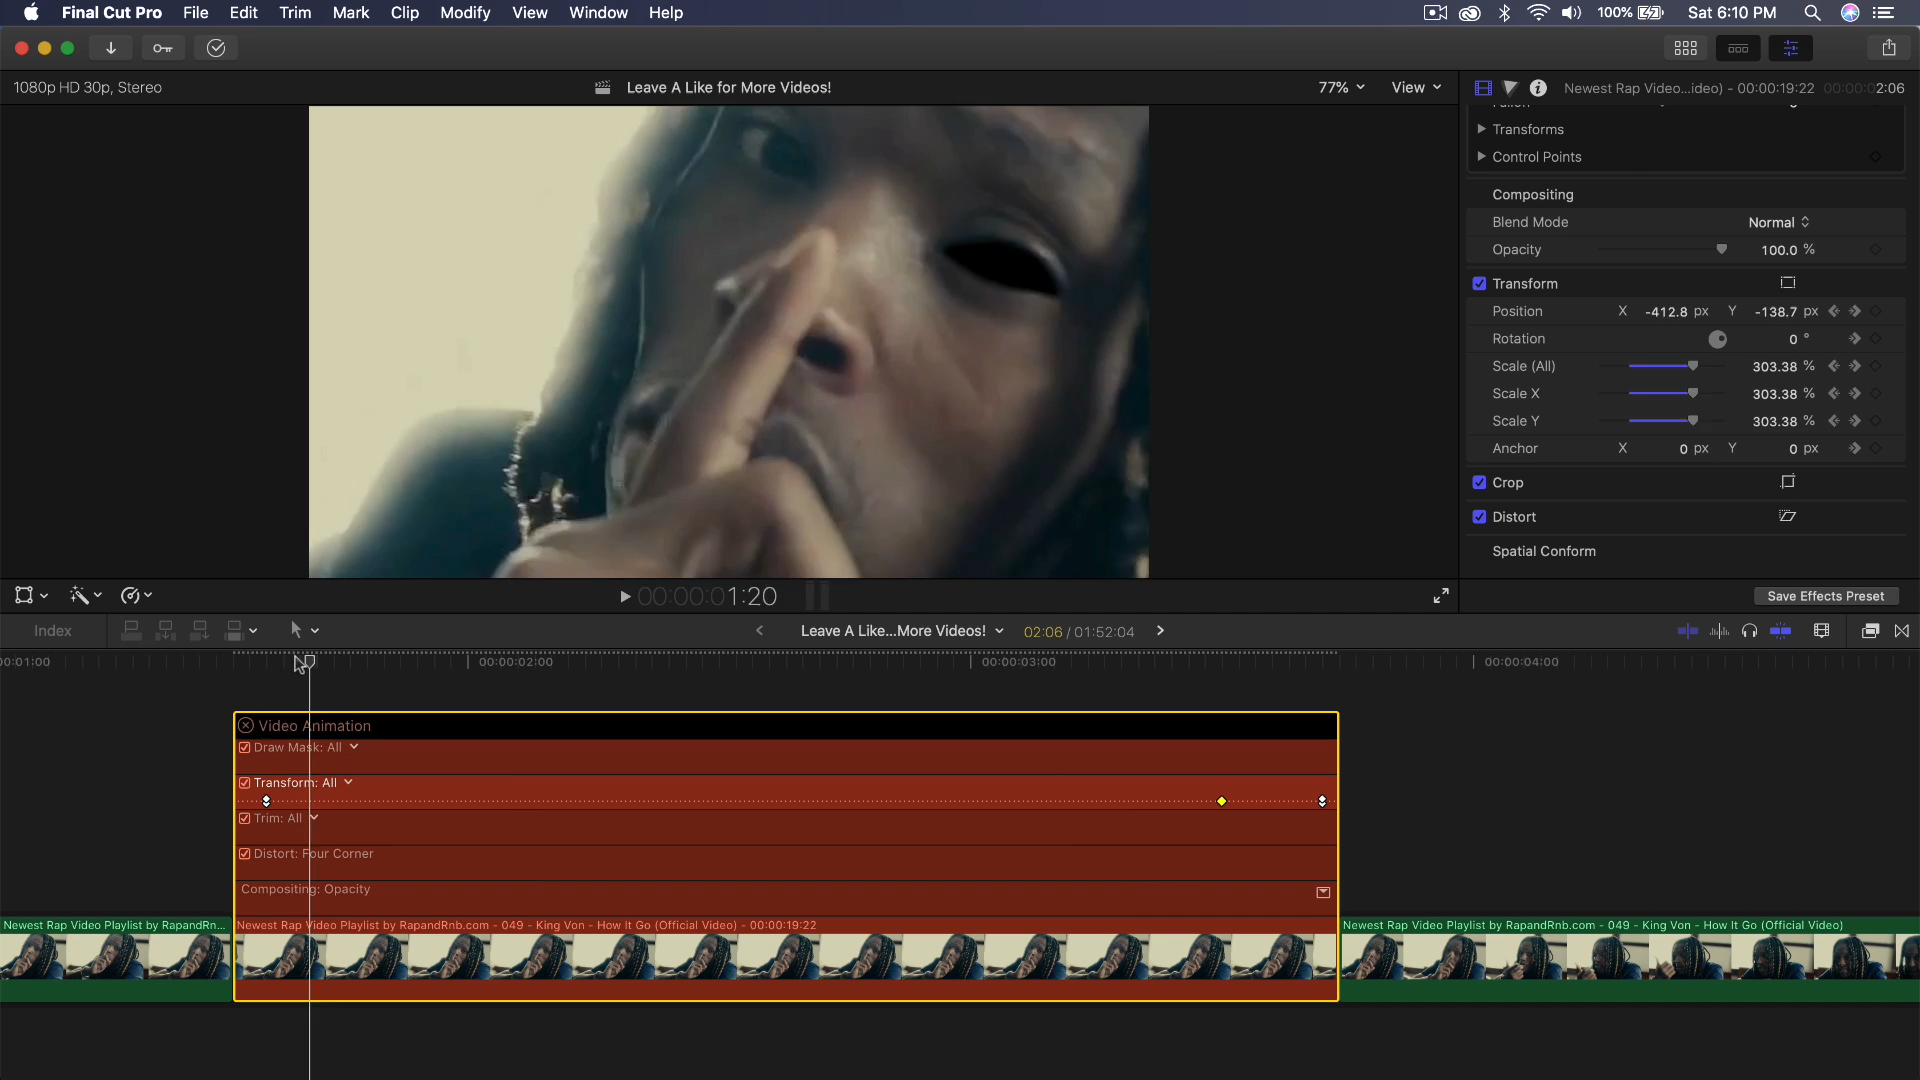 Final Cut Pro File Edit Trim Mark Clip Modify View Window Help 100% Sat 6:10 PM
1080p HD 30p, Stereo Leave A Like for More Videos! 77% View Newest Rap Video...ideo) - 00:00:19:22 00:00:02:06
Transforms
Control Points
Compositing
Blend Mode Normal
Opacity 100.0 %
Transform
Position X -412.8 px Y -138.7 px
Rotation 0 °
Scale (All) 303.38 %
Scale X 303.38 %
Scale Y 303.38 %
Anchor X 0 px Y 0 px
Crop
Distort
Spatial Conform
00:00:01:20 Save Effects Preset
Index Leave A Like...More Videos! 02:06 / 01:52:04
00:01:00 00:00:02:00 00:00:03:00 00:00:04:00
Video Animation
Draw Mask: All
Transform: All
Trim: All
Distort: Four Corner
Compositing: Opacity
Newest Rap Video Playlist by RapandRn... Newest Rap Video Playlist by RapandRnb.com - 049 - King Von - How It Go (Official Video) - 00:00:19:22 Newest Rap Video Playlist by RapandRnb.com - 049 - King Von - How It Go (Official Video)